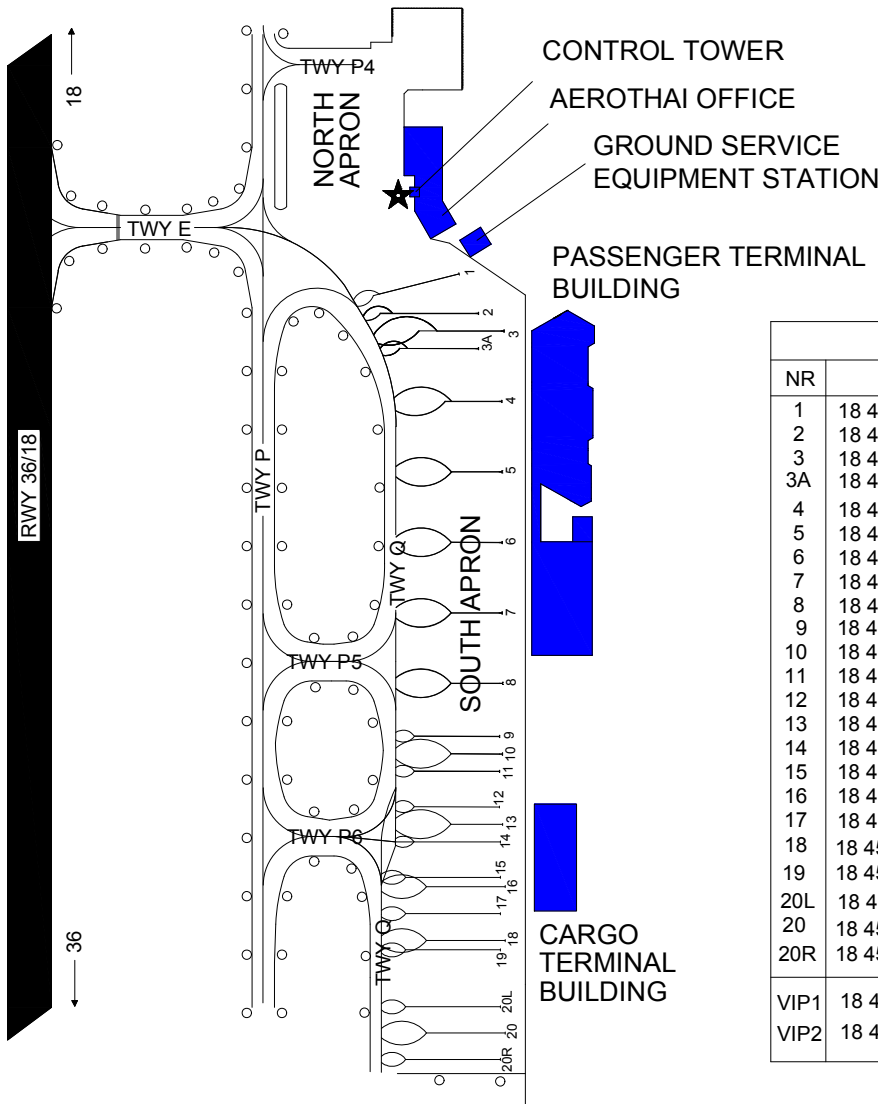 CONTROL TOWER
AEROTHAI OFFICE
GROUND SERVICE
EQUIPMENT STATION
PASSENGER TERMINAL
BUILDING
CARGO
TERMINAL
BUILDING
18
36
RWY 36/18
TWY P4
NORTH
APRON
TWY E
TWY P
TWY Q
SOUTH APRON
TWY P5
TWY P6
TWY Q
1
2
3
3A
4
5
6
7
8
9
10
11
12
13
14
15
16
17
18
19
20L
20
20R
NR
1 18 4
2 18 4
3 18 4
3A 18 4
4 18 4
5 18 4
6 18 4
7 18 4
8 18 4
9 18 4
10 18 4
11 18 4
12 18 4
13 18 4
14 18 4
15 18 4
16 18 4
17 18 4
18 18 45
19 18 45
20L 18 4
20 18 45
20R 18 45
VIP1 18 4
VIP2 18 4